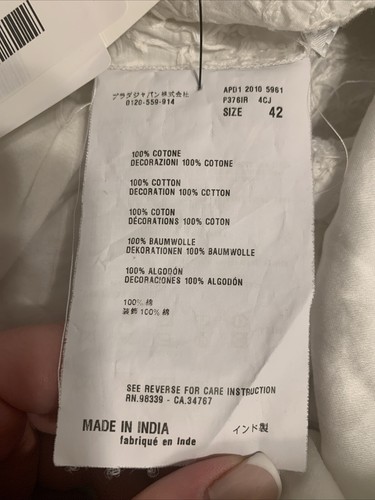 プラダジャパン株式会社
0120-559-914
APD1 2010 5961
P376IR 4CJ
SIZE 42
100% COTONE
DECORAZIONI 100% COTONE
100% COTTON
DECORATION 100% COTTON
100% COTON
DÉCORATIONS 100% COTON
100% BAUMWOLLE
DEKORATIONEN 100% BAUMWOLLE
100% ALGODÓN
DECORACIONES 100% ALGODÓN
100% 棉
装飾 100% 棉
SEE REVERSE FOR CARE INSTRUCTION
RN.98339 - CA.34767
MADE IN INDIA
fabriqué en Inde
インド製